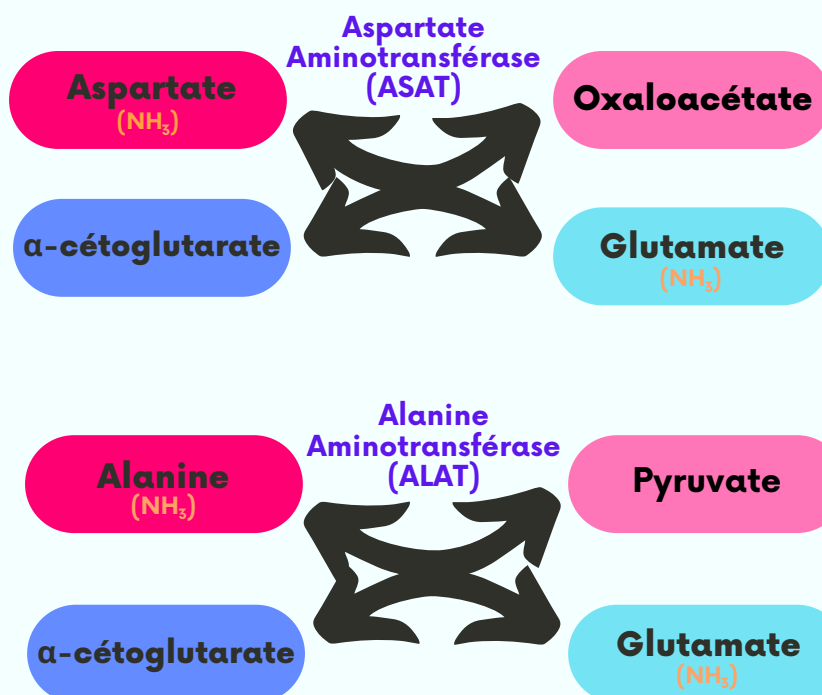 Aspartate
Aminotransférase
(ASAT)
Aspartate
(NH₃)
Oxaloacétate
α-cétoglutarate
Glutamate
(NH₃)
Alanine
Aminotransférase
(ALAT)
Alanine
(NH₃)
Pyruvate
α-cétoglutarate
Glutamate
(NH₃)